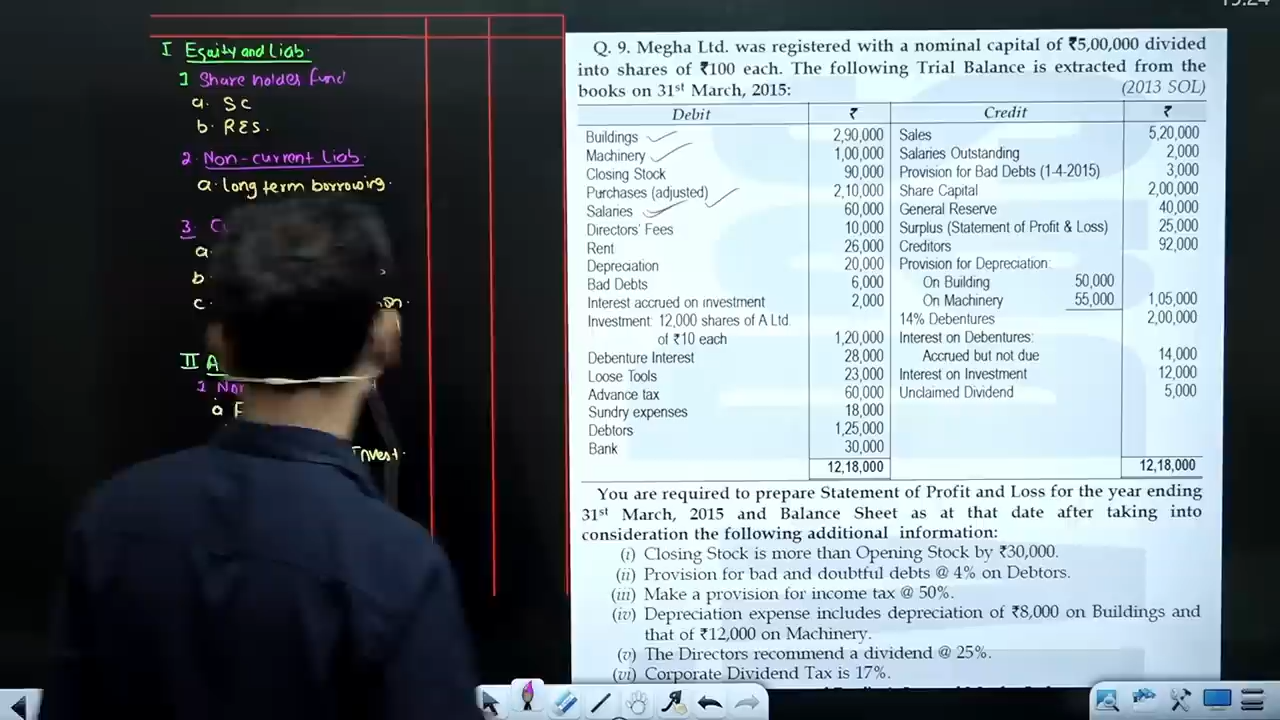 I Equity and Liab.
1 Share holder fund
a. SC
b. RES.
2. Non-current Liab.
a. long term borrowing.
3.
a.
b
c
II A
1 Non
a F
Invest.
Q. 9. Megha Ltd. was registered with a nominal capital of ₹5,00,000 divided
into shares of ₹100 each. The following Trial Balance is extracted from the
books on 31st March, 2015: (2013 SOL)
Debit ₹ Credit ₹
Buildings 2,90,000 Sales 5,20,000
Machinery 1,00,000 Salaries Outstanding 2,000
Closing Stock 90,000 Provision for Bad Debts (1-4-2015) 3,000
Purchases (adjusted) 2,10,000 Share Capital 2,00,000
Salaries 60,000 General Reserve 40,000
Directors' Fees 10,000 Surplus (Statement of Profit & Loss) 25,000
Rent 26,000 Creditors 92,000
Depreciation 20,000 Provision for Depreciation:
Bad Debts 6,000 On Building 50,000
Interest accrued on investment 2,000 On Machinery 55,000 1,05,000
Investment: 12,000 shares of A Ltd. 14% Debentures 2,00,000
of ₹10 each 1,20,000 Interest on Debentures:
Debenture Interest 28,000 Accrued but not due 14,000
Loose Tools 23,000 Interest on Investment 12,000
Advance tax 60,000 Unclaimed Dividend 5,000
Sundry expenses 18,000
Debtors 1,25,000
Bank 30,000
12,18,000 12,18,000
You are required to prepare Statement of Profit and Loss for the year ending
31st March, 2015 and Balance Sheet as at that date after taking into
consideration the following additional information:
(i) Closing Stock is more than Opening Stock by ₹30,000.
(ii) Provision for bad and doubtful debts @ 4% on Debtors.
(iii) Make a provision for income tax @ 50%.
(iv) Depreciation expense includes depreciation of ₹8,000 on Buildings and
that of ₹12,000 on Machinery.
(v) The Directors recommend a dividend @ 25%.
(vi) Corporate Dividend Tax is 17%.